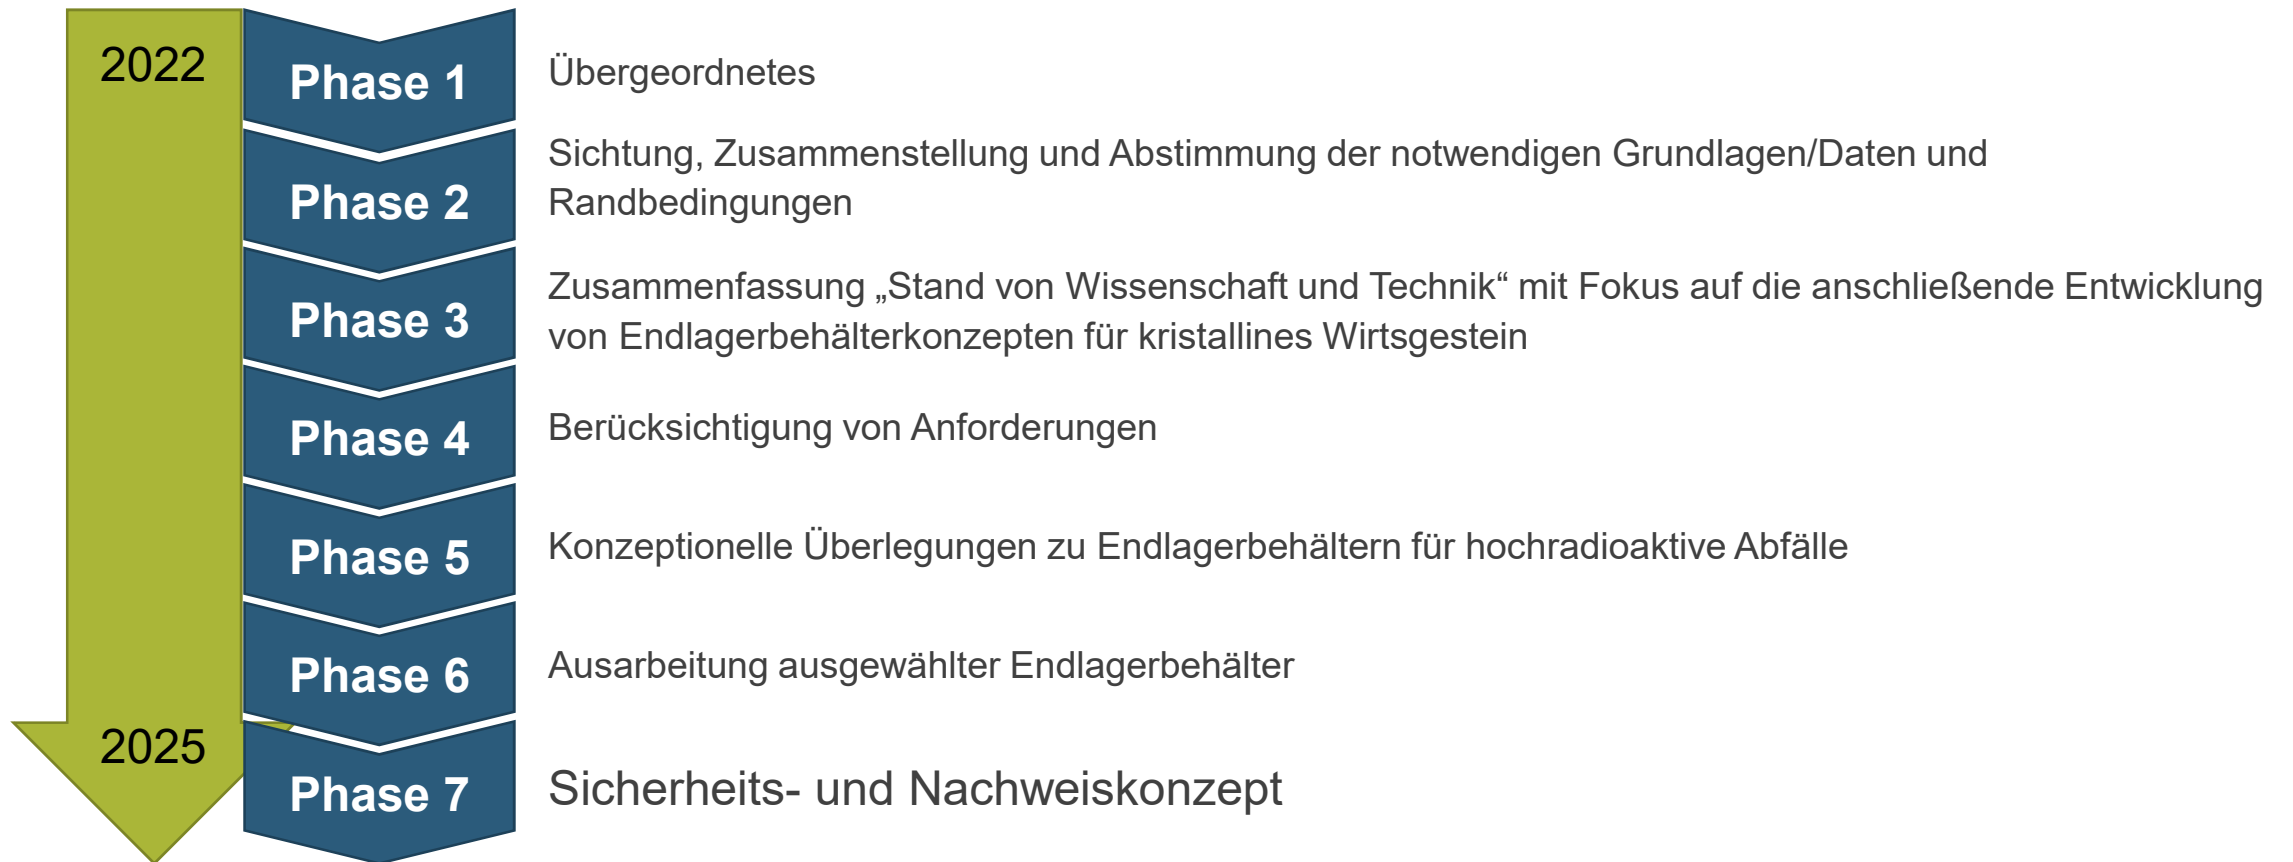 2022
Phase 1
Übergeordnetes
Phase 2
Sichtung, Zusammenstellung und Abstimmung der notwendigen Grundlagen/Daten und
Randbedingungen
Phase 3
Zusammenfassung „Stand von Wissenschaft und Technik“ mit Fokus auf die anschließende Entwicklung
von Endlagerbehälterkonzepten für kristallines Wirtsgestein
Phase 4
Berücksichtigung von Anforderungen
Phase 5
Konzeptionelle Überlegungen zu Endlagerbehältern für hochradioaktive Abfälle
Phase 6
Ausarbeitung ausgewählter Endlagerbehälter
2025
Phase 7
Sicherheits- und Nachweiskonzept